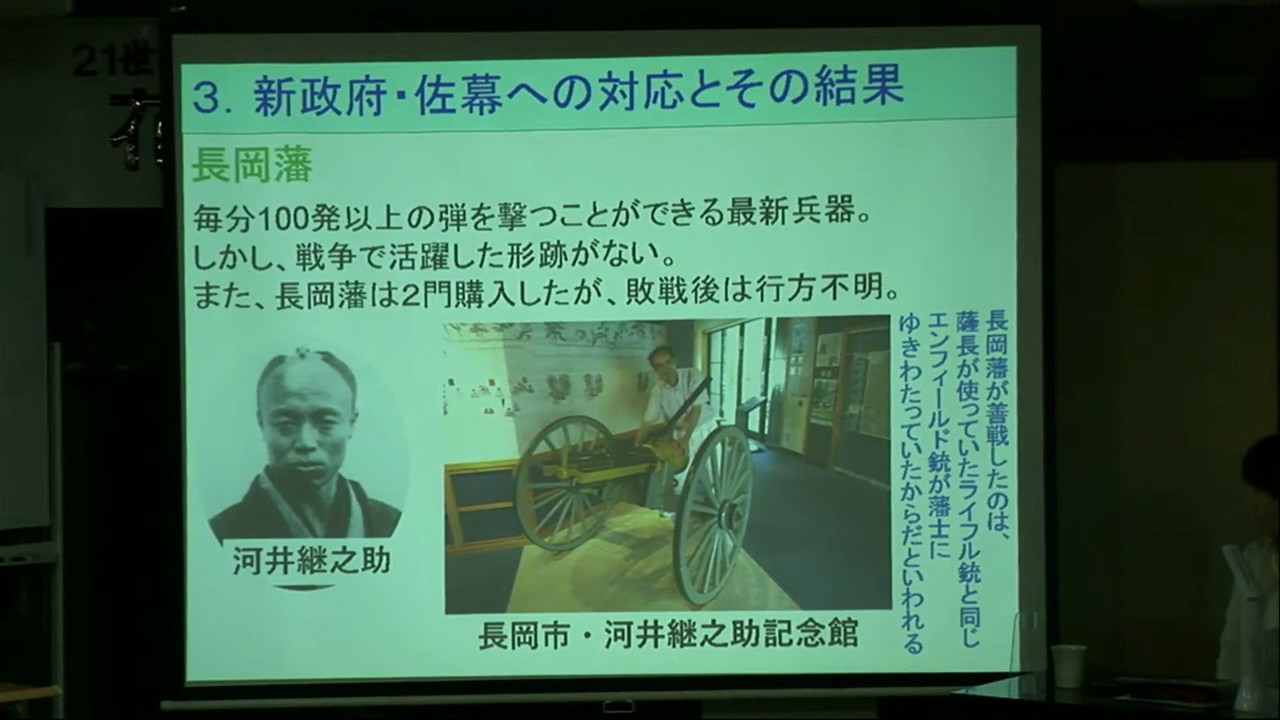 21世
3．新政府・佐幕への対応とその結果
長岡藩
毎分100発以上の弾を撃つことができる最新兵器。
しかし、戦争で活躍した形跡がない。
また、長岡藩は2門購入したが、敗戦後は行方不明。
長岡藩が善戦したのは、
薩長が使っていたライフル銃と同じ
エンフィールド銃が藩士に
ゆきわたっていたからだといわれる
河井継之助
長岡市・河井継之助記念館